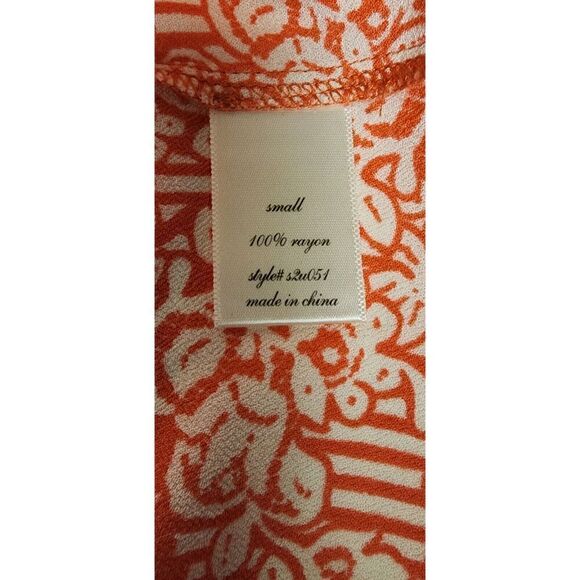 small
100% rayon
style# s2u051
made in china